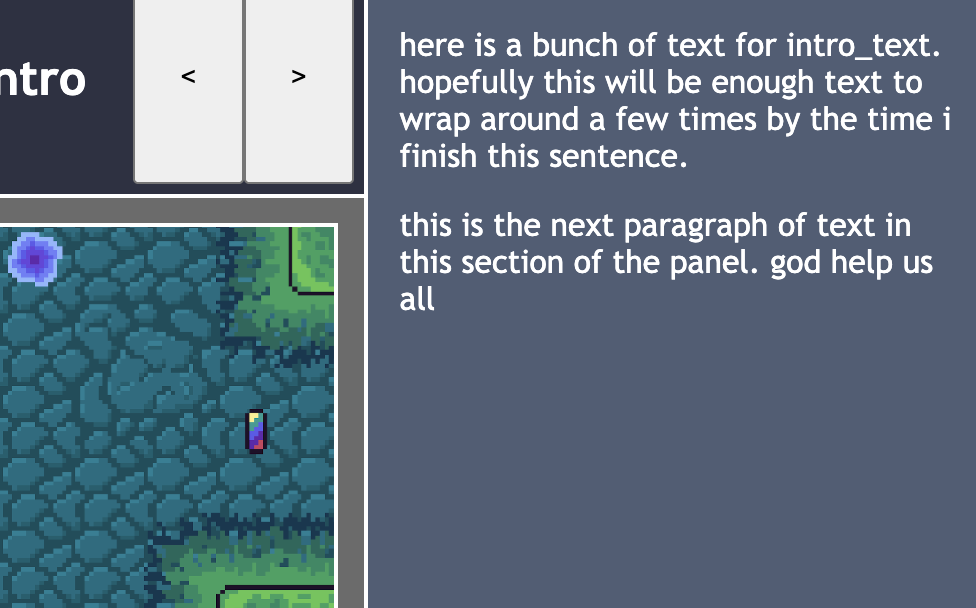 ntro
<
>
here is a bunch of text for intro_text.
hopefully this will be enough text to
wrap around a few times by the time i
finish this sentence.
this is the next paragraph of text in
this section of the panel. god help us
all